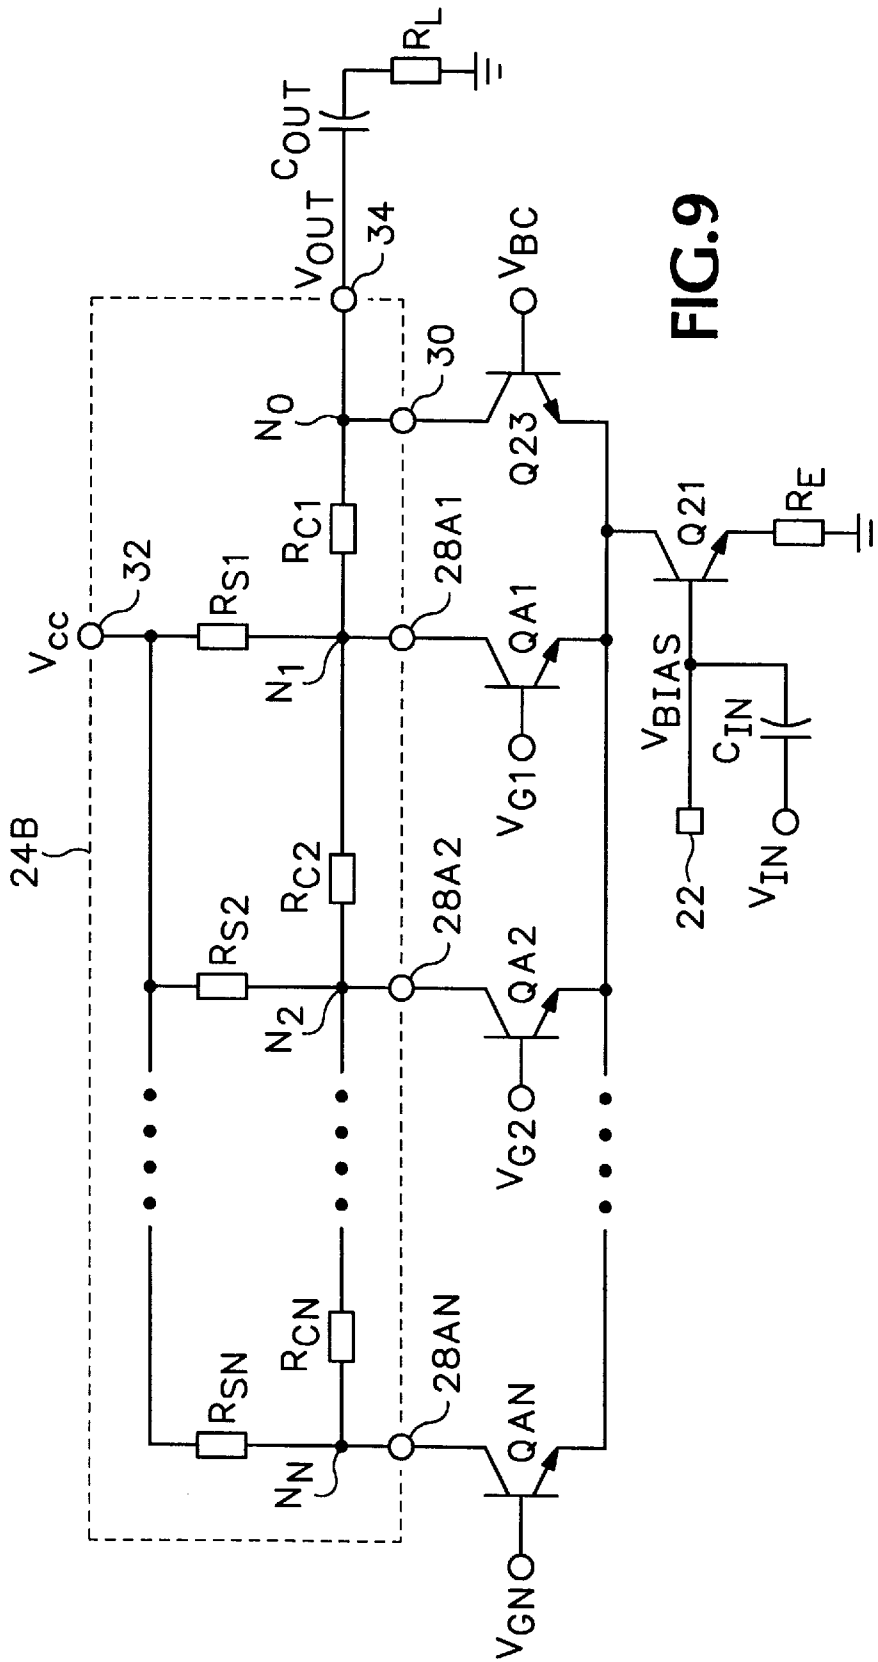 24B
VCC
32
VOUT
COUT
RL
34
RSN
RS2
RS1
NO
30
RCN
RC2
RC1
NN
N2
N1
28AN
28A2
28A1
VBC
QAN
QA2
QA1
Q23
VGN
VG2
VG1
VBIAS
Q21
RE
22
CIN
VIN
FIG.9